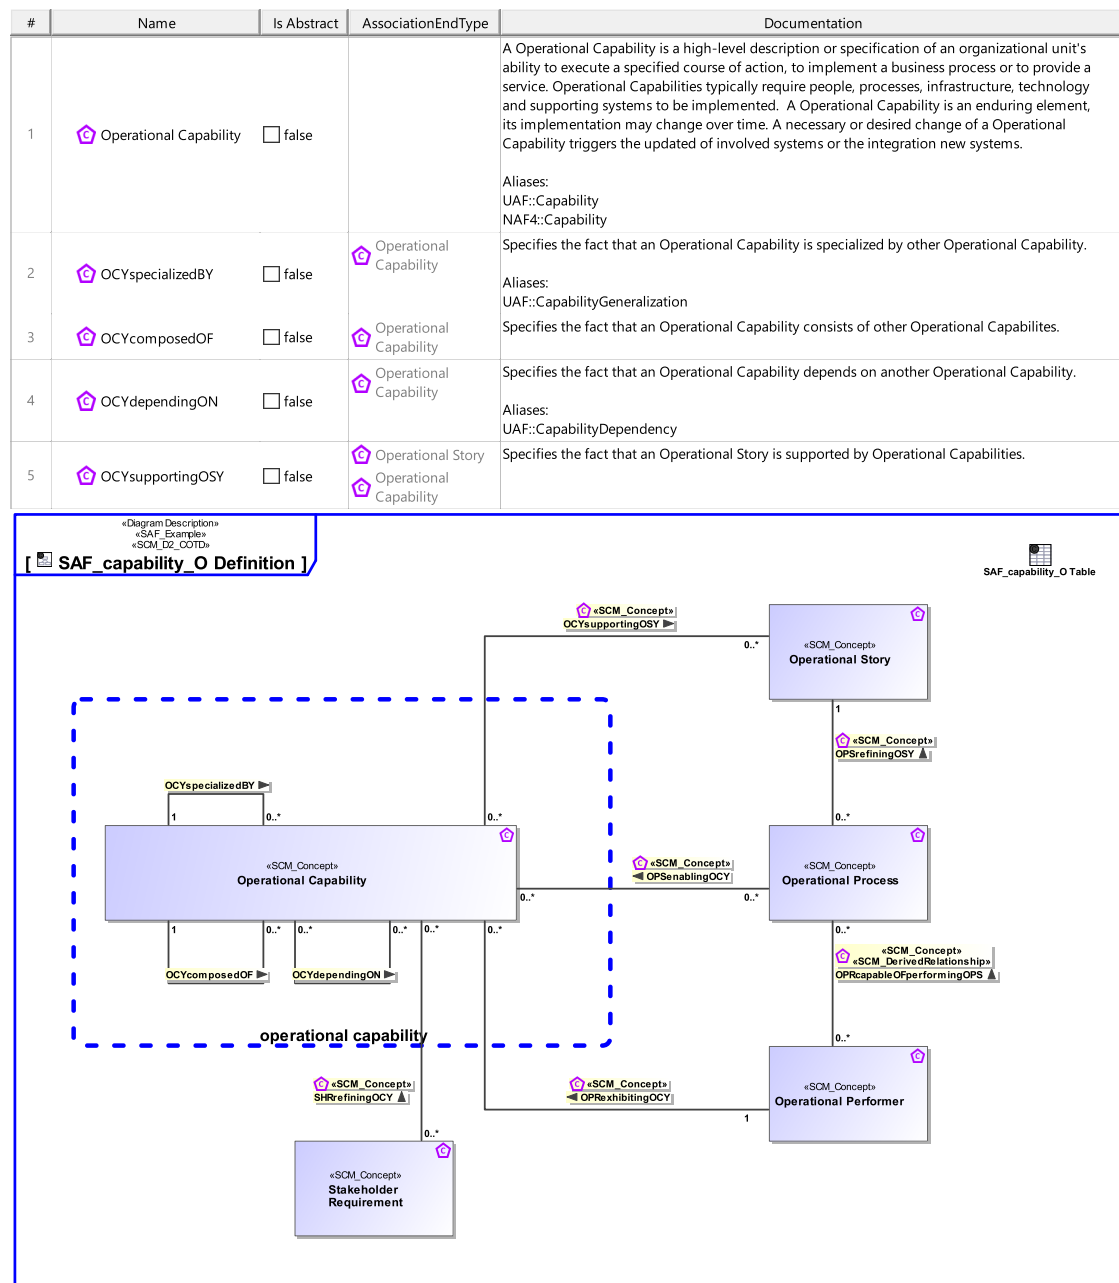 # Name Is Abstract AssociationEndType Documentation
A Operational Capability is a high-level description or specification of an organizational unit's
ability to execute a specified course of action, to implement a business process or to provide a
service. Operational Capabilities typically require people, processes, infrastructure, technology
and supporting systems to be implemented.  A Operational Capability is an enduring element,
1 Operational Capability false
its implementation may change over time. A necessary or desired change of a Operational
Capability triggers the updated of involved systems or the integration new systems.
Aliases:
UAF::Capability
NAF4::Capability
2 OCYspecializedBY false
Operational
Capability
Specifies the fact that an Operational Capability is specialized by other Operational Capability.
Aliases:
UAF::CapabilityGeneralization
3 OCYcomposedOF false
Operational
Capability
Specifies the fact that an Operational Capability consists of other Operational Capabilites.
4 OCYdependingON false
Operational
Capability
Specifies the fact that an Operational Capability depends on another Operational Capability.
Aliases:
UAF::CapabilityDependency
5 OCYsupportingOSY false
Operational Story
Operational
Capability
Specifies the fact that an Operational Story is supported by Operational Capabilities.
«Diagram Description»
«SAF_Example»
«SCM_D2_COTD»
[ SAF_capability_O Definition ]
SAF_capability_O Table
«SCM_Concept»
OCYsupportingOSY
0..*
«SCM_Concept»
Operational Story
1
«SCM_Concept»
OPSrefiningOSY
OCYspecializedBY
1 0..* 0..* 0..*
«SCM_Concept»
Operational Capability
«SCM_Concept»
OPSenablingOCY
0..* 0..*
«SCM_Concept»
Operational Process
1 0..* 0..* 0..* 0..* 0..* 0..*
OCYcomposedOF OCYdependingON
«SCM_Concept»
«SCM_DerivedRelationship»
OPRcapableOFperformingOPS
operational capability
0..*
«SCM_Concept»
SHRrefiningOCY
«SCM_Concept»
OPRexhibitingOCY
1
«SCM_Concept»
Operational Performer
0..*
«SCM_Concept»
Stakeholder
Requirement